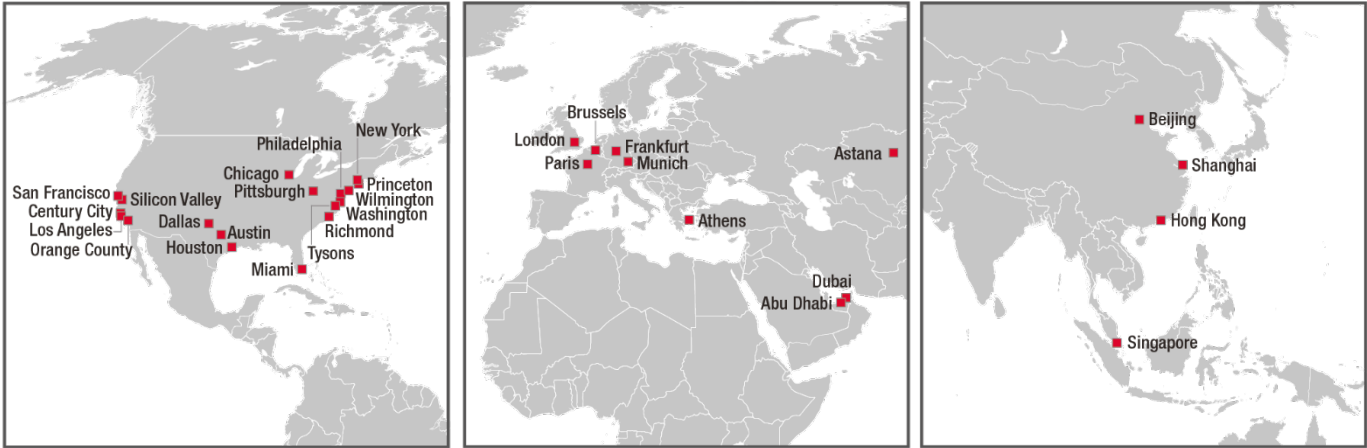 New York
Philadelphia
Chicago
Pittsburgh
Princeton
Wilmington
Washington
Richmond
Tysons
San Francisco
Silicon Valley
Century City
Los Angeles
Orange County
Dallas
Austin
Houston
Miami
Brussels
London
Frankfurt
Paris
Munich
Astana
Athens
Dubai
Abu Dhabi
Beijing
Shanghai
Hong Kong
Singapore